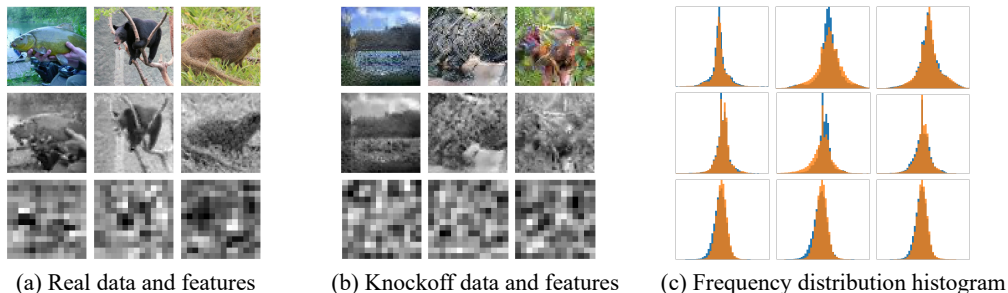 (a) Real data and features
(b) Knockoff data and features
(c) Frequency distribution histogram